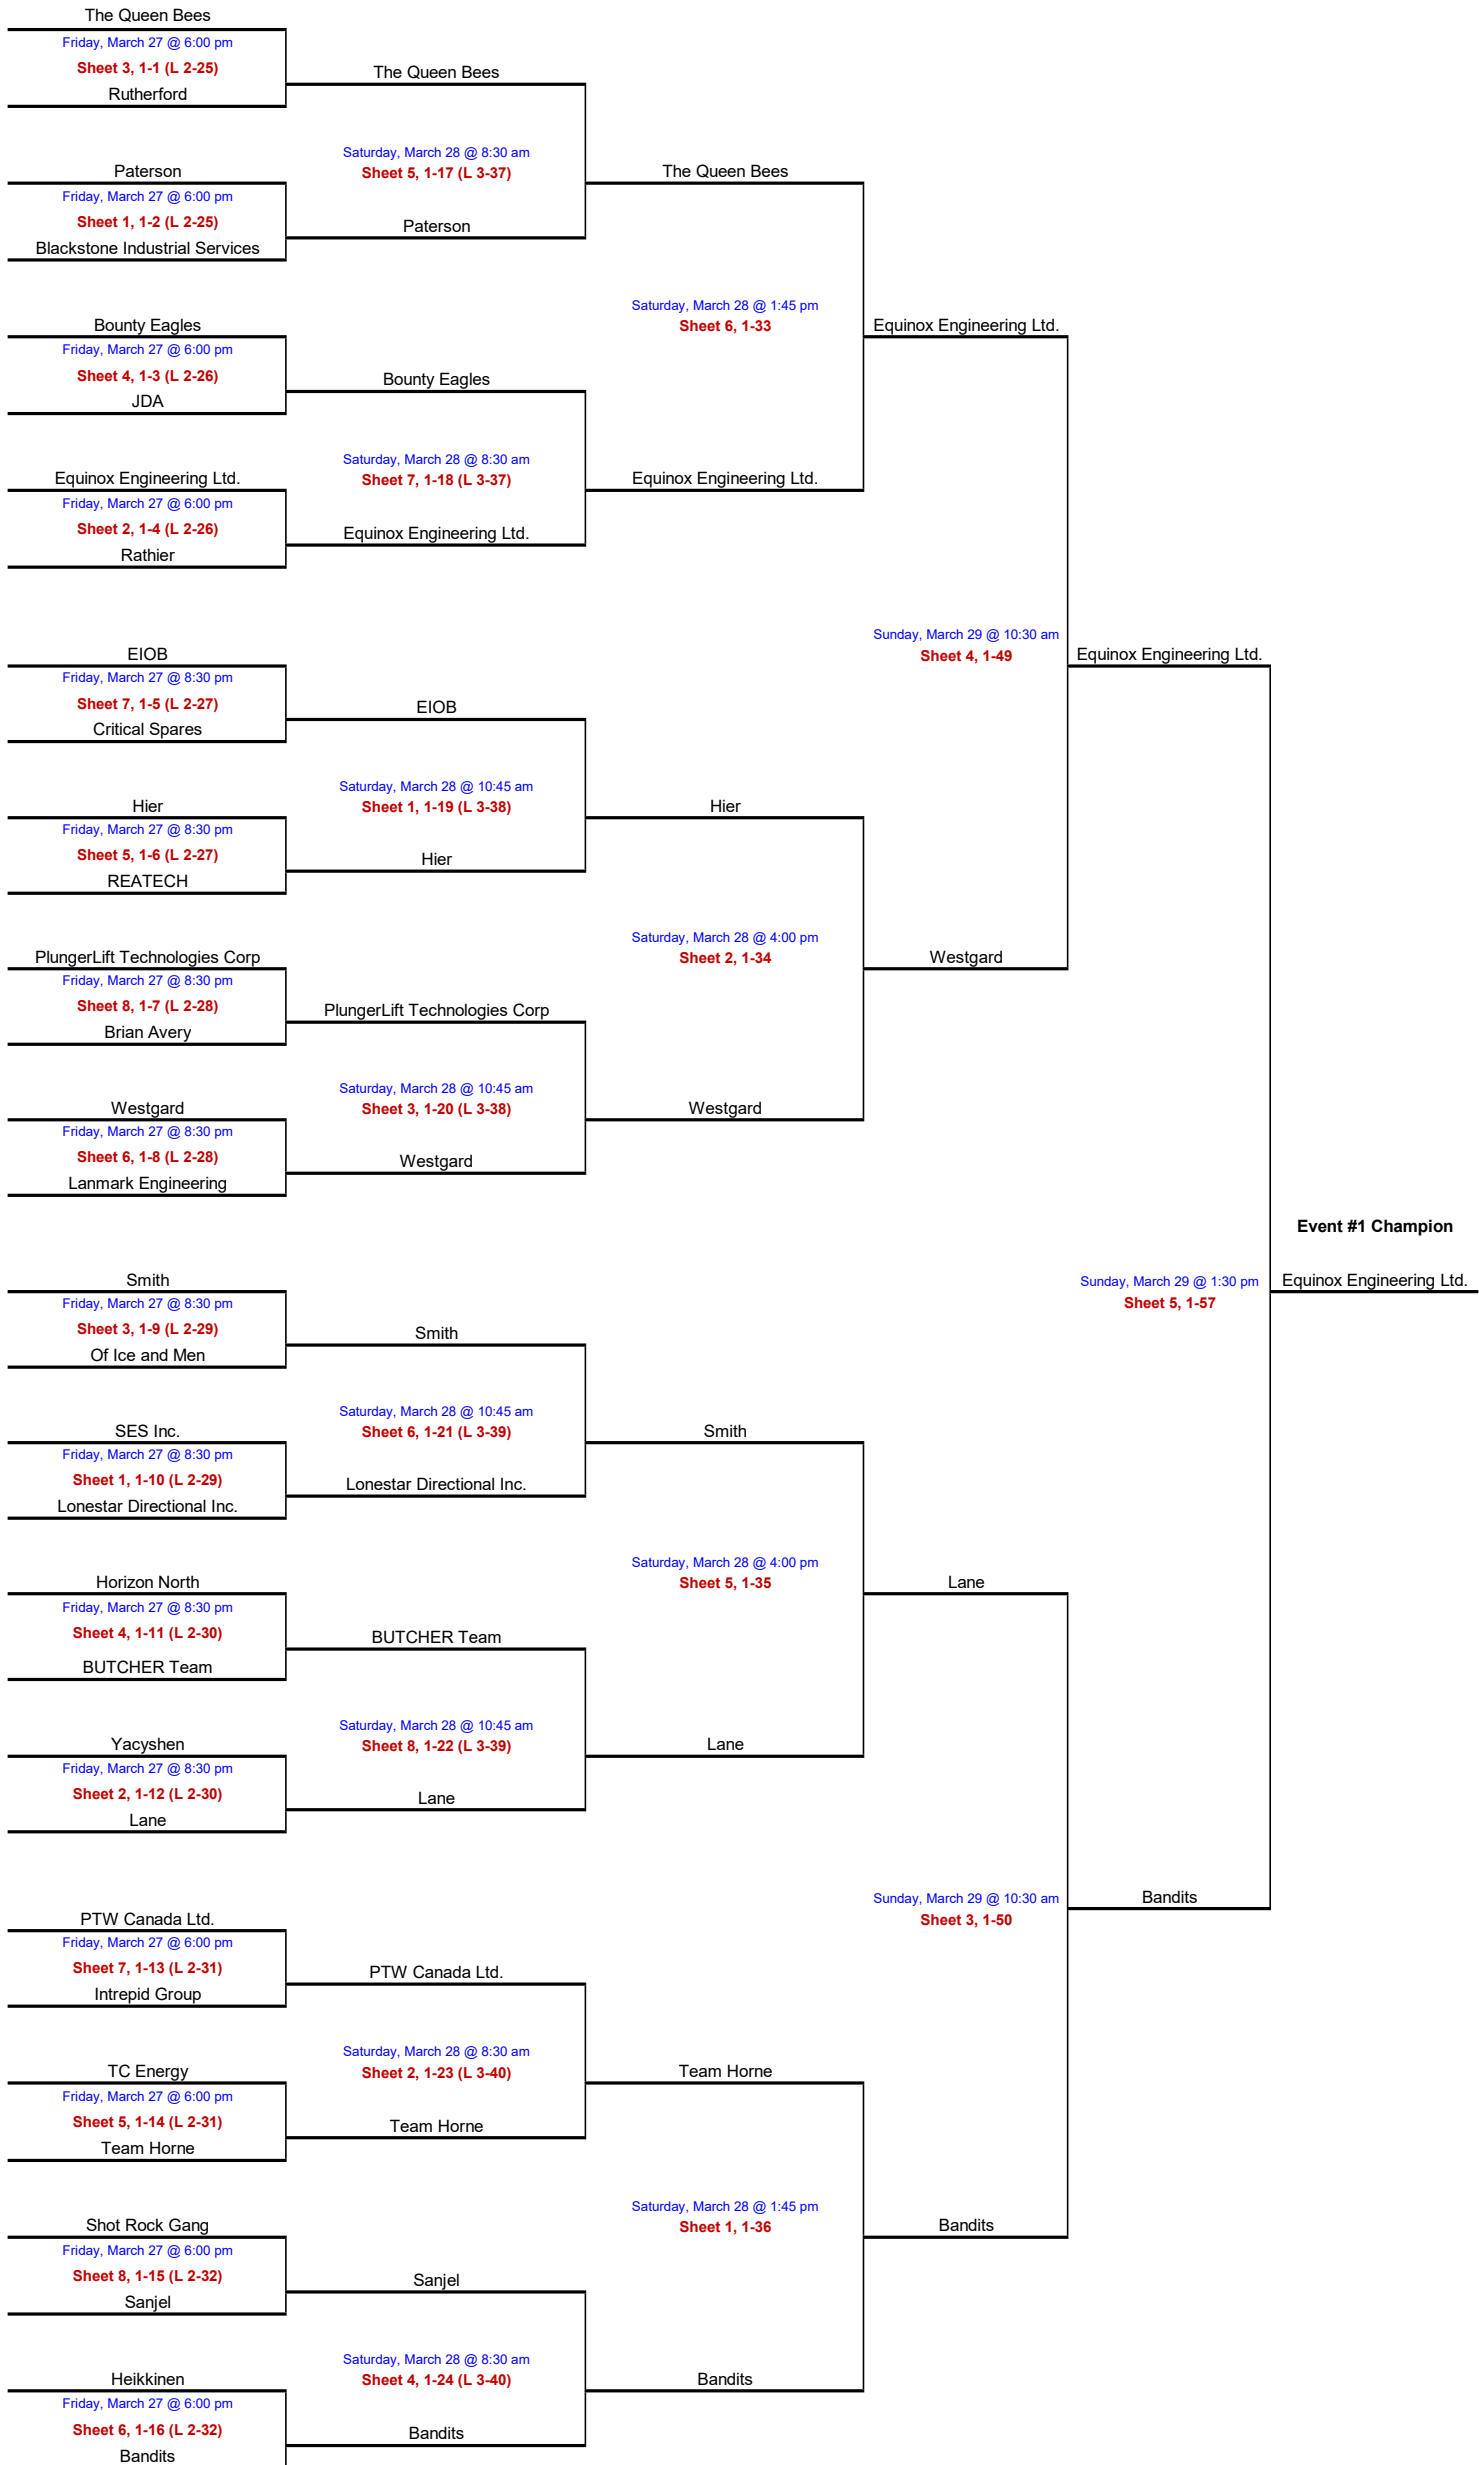 The Queen Bees
Friday, March 27 @ 6:00 pm
Sheet 3, 1-1 (L 2-25)
Rutherford
Paterson
Friday, March 27 @ 6:00 pm
Sheet 1, 1-2 (L 2-25)
Blackstone Industrial Services
Bounty Eagles
Friday, March 27 @ 6:00 pm
Sheet 4, 1-3 (L 2-26)
JDA
Equinox Engineering Ltd.
Friday, March 27 @ 6:00 pm
Sheet 2, 1-4 (L 2-26)
Rathier
EIOB
Friday, March 27 @ 8:30 pm
Sheet 7, 1-5 (L 2-27)
Critical Spares
Hier
Friday, March 27 @ 8:30 pm
Sheet 5, 1-6 (L 2-27)
REATECH
PlungerLift Technologies Corp
Friday, March 27 @ 8:30 pm
Sheet 8, 1-7 (L 2-28)
Brian Avery
Westgard
Friday, March 27 @ 8:30 pm
Sheet 6, 1-8 (L 2-28)
Lanmark Engineering
Smith
Friday, March 27 @ 8:30 pm
Sheet 3, 1-9 (L 2-29)
Of Ice and Men
SES Inc.
Friday, March 27 @ 8:30 pm
Sheet 1, 1-10 (L 2-29)
Lonestar Directional Inc.
Horizon North
Friday, March 27 @ 8:30 pm
Sheet 4, 1-11 (L 2-30)
BUTCHER Team
Yacyshen
Friday, March 27 @ 8:30 pm
Sheet 2, 1-12 (L 2-30)
Lane
PTW Canada Ltd.
Friday, March 27 @ 6:00 pm
Sheet 7, 1-13 (L 2-31)
Intrepid Group
TC Energy
Friday, March 27 @ 6:00 pm
Sheet 5, 1-14 (L 2-31)
Team Horne
Shot Rock Gang
Friday, March 27 @ 6:00 pm
Sheet 8, 1-15 (L 2-32)
Sanjel
Heikkinen
Friday, March 27 @ 6:00 pm
Sheet 6, 1-16 (L 2-32)
Bandits
The Queen Bees
Saturday, March 28 @ 8:30 am
Sheet 5, 1-17 (L 3-37)
Paterson
Bounty Eagles
Saturday, March 28 @ 8:30 am
Sheet 7, 1-18 (L 3-37)
Equinox Engineering Ltd.
EIOB
Saturday, March 28 @ 10:45 am
Sheet 1, 1-19 (L 3-38)
Hier
PlungerLift Technologies Corp
Saturday, March 28 @ 10:45 am
Sheet 3, 1-20 (L 3-38)
Westgard
Smith
Saturday, March 28 @ 10:45 am
Sheet 6, 1-21 (L 3-39)
Lonestar Directional Inc.
BUTCHER Team
Saturday, March 28 @ 10:45 am
Sheet 8, 1-22 (L 3-39)
Lane
PTW Canada Ltd.
Saturday, March 28 @ 8:30 am
Sheet 2, 1-23 (L 3-40)
Team Horne
Sanjel
Saturday, March 28 @ 8:30 am
Sheet 4, 1-24 (L 3-40)
Bandits
The Queen Bees
Saturday, March 28 @ 1:45 pm
Sheet 6, 1-33
Equinox Engineering Ltd.
Hier
Saturday, March 28 @ 4:00 pm
Sheet 2, 1-34
Westgard
Smith
Saturday, March 28 @ 4:00 pm
Sheet 5, 1-35
Lane
Team Horne
Saturday, March 28 @ 1:45 pm
Sheet 1, 1-36
Bandits
Equinox Engineering Ltd.
Sunday, March 29 @ 10:30 am
Sheet 4, 1-49
Westgard
Lane
Sunday, March 29 @ 10:30 am
Sheet 3, 1-50
Bandits
Equinox Engineering Ltd.
Sunday, March 29 @ 1:30 pm
Sheet 5, 1-57
Bandits
Event #1 Champion
Equinox Engineering Ltd.